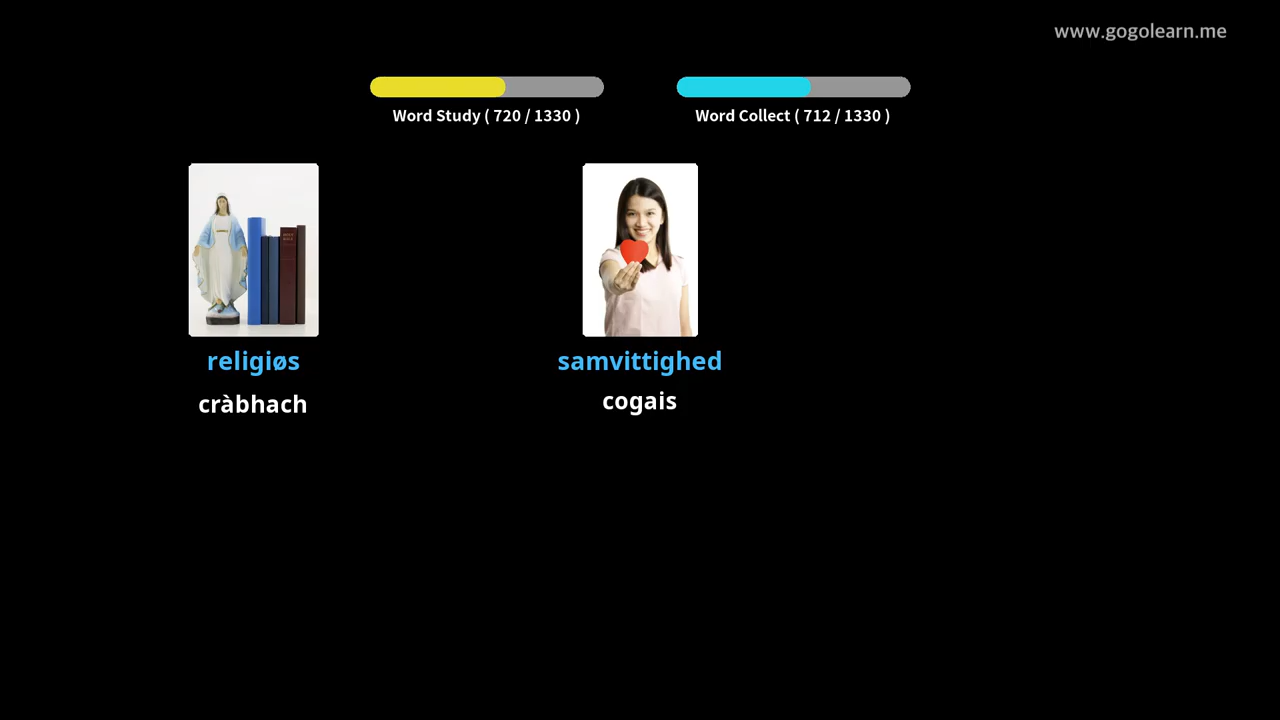 www.gogolearn.me
Word Study ( 720 / 1330 )
Word Collect ( 712 / 1330 )
religiøs
cràbhach
samvittighed
cogais